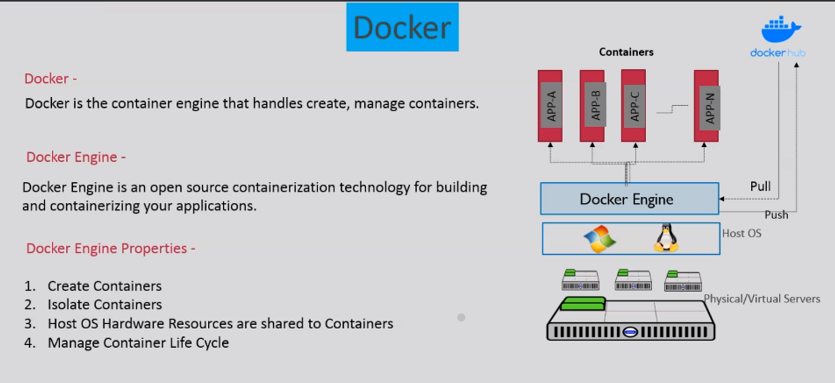 Docker
Docker -
Docker is the container engine that handles create, manage containers.
Docker Engine -
Docker Engine is an open source containerization technology for building
and containerizing your applications.
Docker Engine Properties -
1. Create Containers
2. Isolate Containers
3. Host OS Hardware Resources are shared to Containers
4. Manage Container Life Cycle
Containers
dockerhub
APP-A
APP-B
APP-C
APP-N
Docker Engine
Pull
Push
Host OS
Physical/Virtual Servers